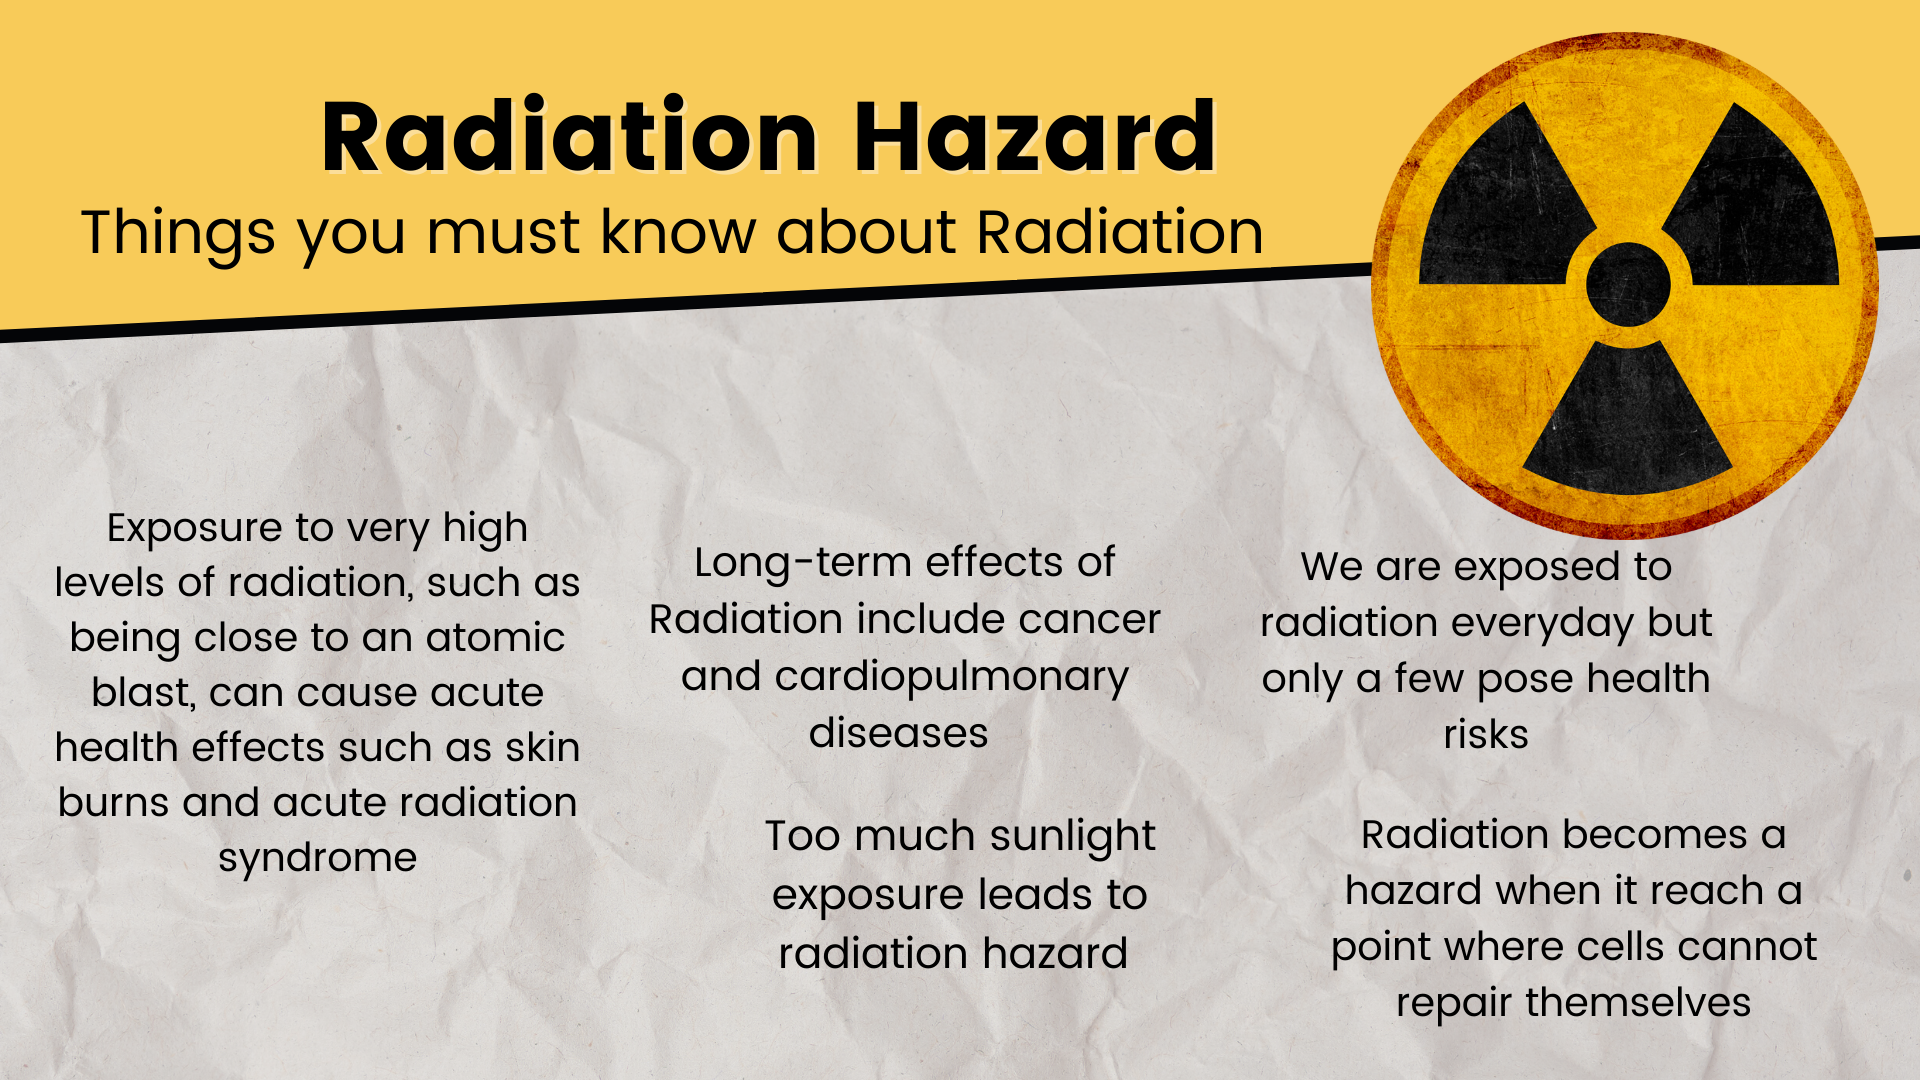 Radiation Hazard
Things you must know about Radiation
Exposure to very high
levels of radiation, such as
being close to an atomic
blast, can cause acute
health effects such as skin
burns and acute radiation
syndrome
Long-term effects of
Radiation include cancer
and cardiopulmonary
diseases
Too much sunlight
exposure leads to
radiation hazard
We are exposed to
radiation everyday but
only a few pose health
risks
Radiation becomes a
hazard when it reach a
point where cells cannot
repair themselves